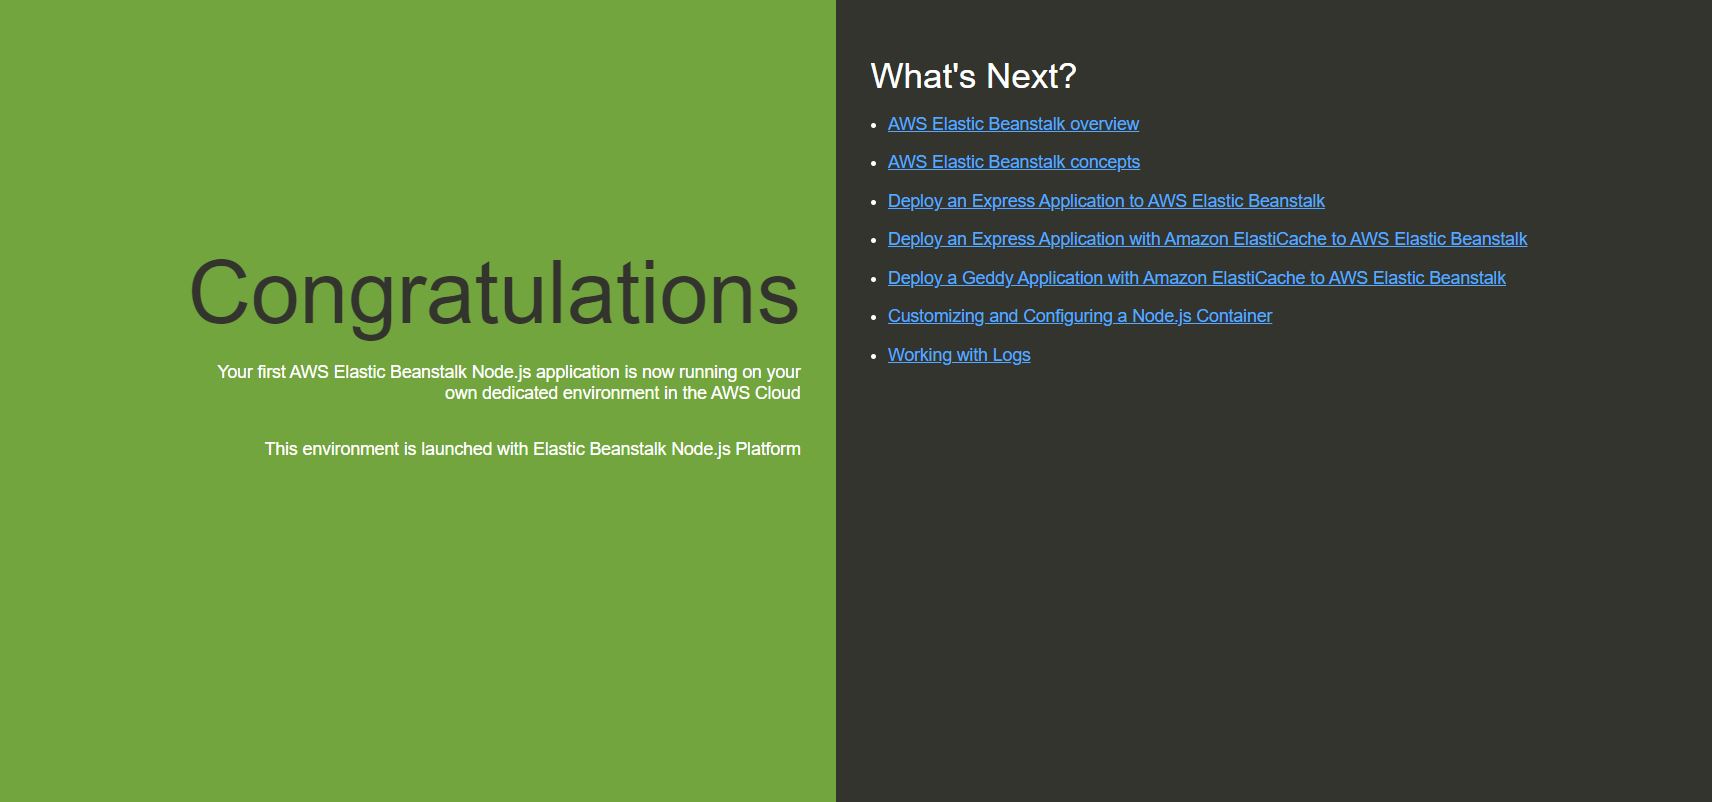 Congratulations
Your first AWS Elastic Beanstalk Node.js application is now running on your
own dedicated environment in the AWS Cloud
This environment is launched with Elastic Beanstalk Node.js Platform
What's Next?
AWS Elastic Beanstalk overview
AWS Elastic Beanstalk concepts
Deploy an Express Application to AWS Elastic Beanstalk
Deploy an Express Application with Amazon ElastiCache to AWS Elastic Beanstalk
Deploy a Geddy Application with Amazon ElastiCache to AWS Elastic Beanstalk
Customizing and Configuring a Node.js Container
Working with Logs